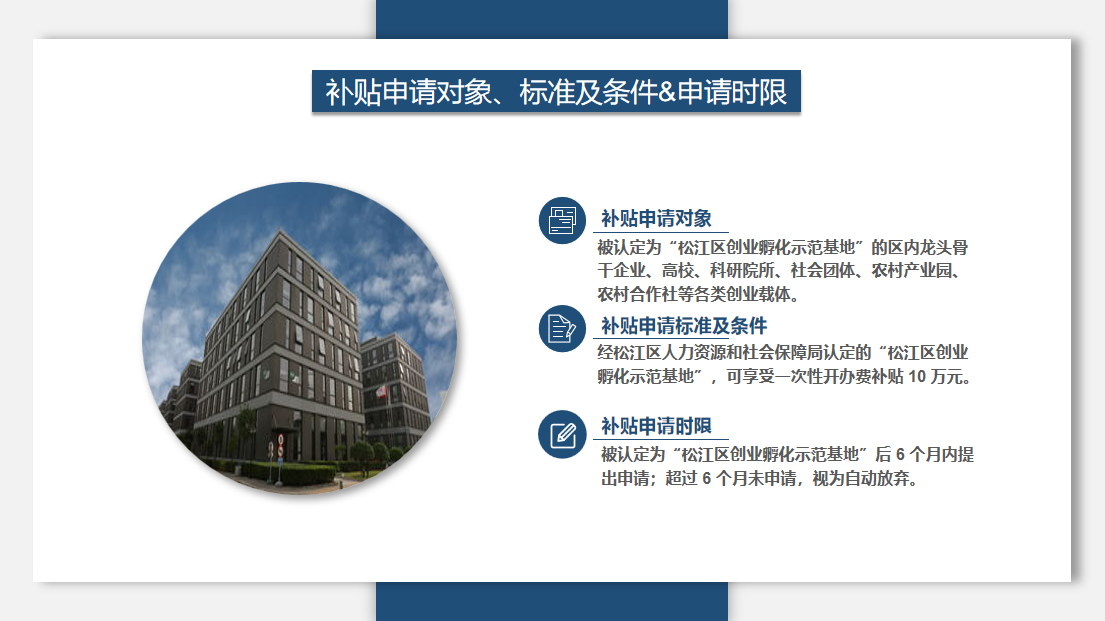 补贴申请对象、标准及条件&申请时限
补贴申请对象
被认定为“松江区创业孵化示范基地”的区内龙头骨
干企业、高校、科研院所、社会团体、农村产业园、
农村合作社等各类创业载体。
补贴申请标准及条件
经松江区人力资源和社会保障局认定的“松江区创业
孵化示范基地”，可享受一次性开办费补贴 10 万元。
补贴申请时限
被认定为“松江区创业孵化示范基地”后 6 个月内提
出申请；超过 6 个月未申请，视为自动放弃。